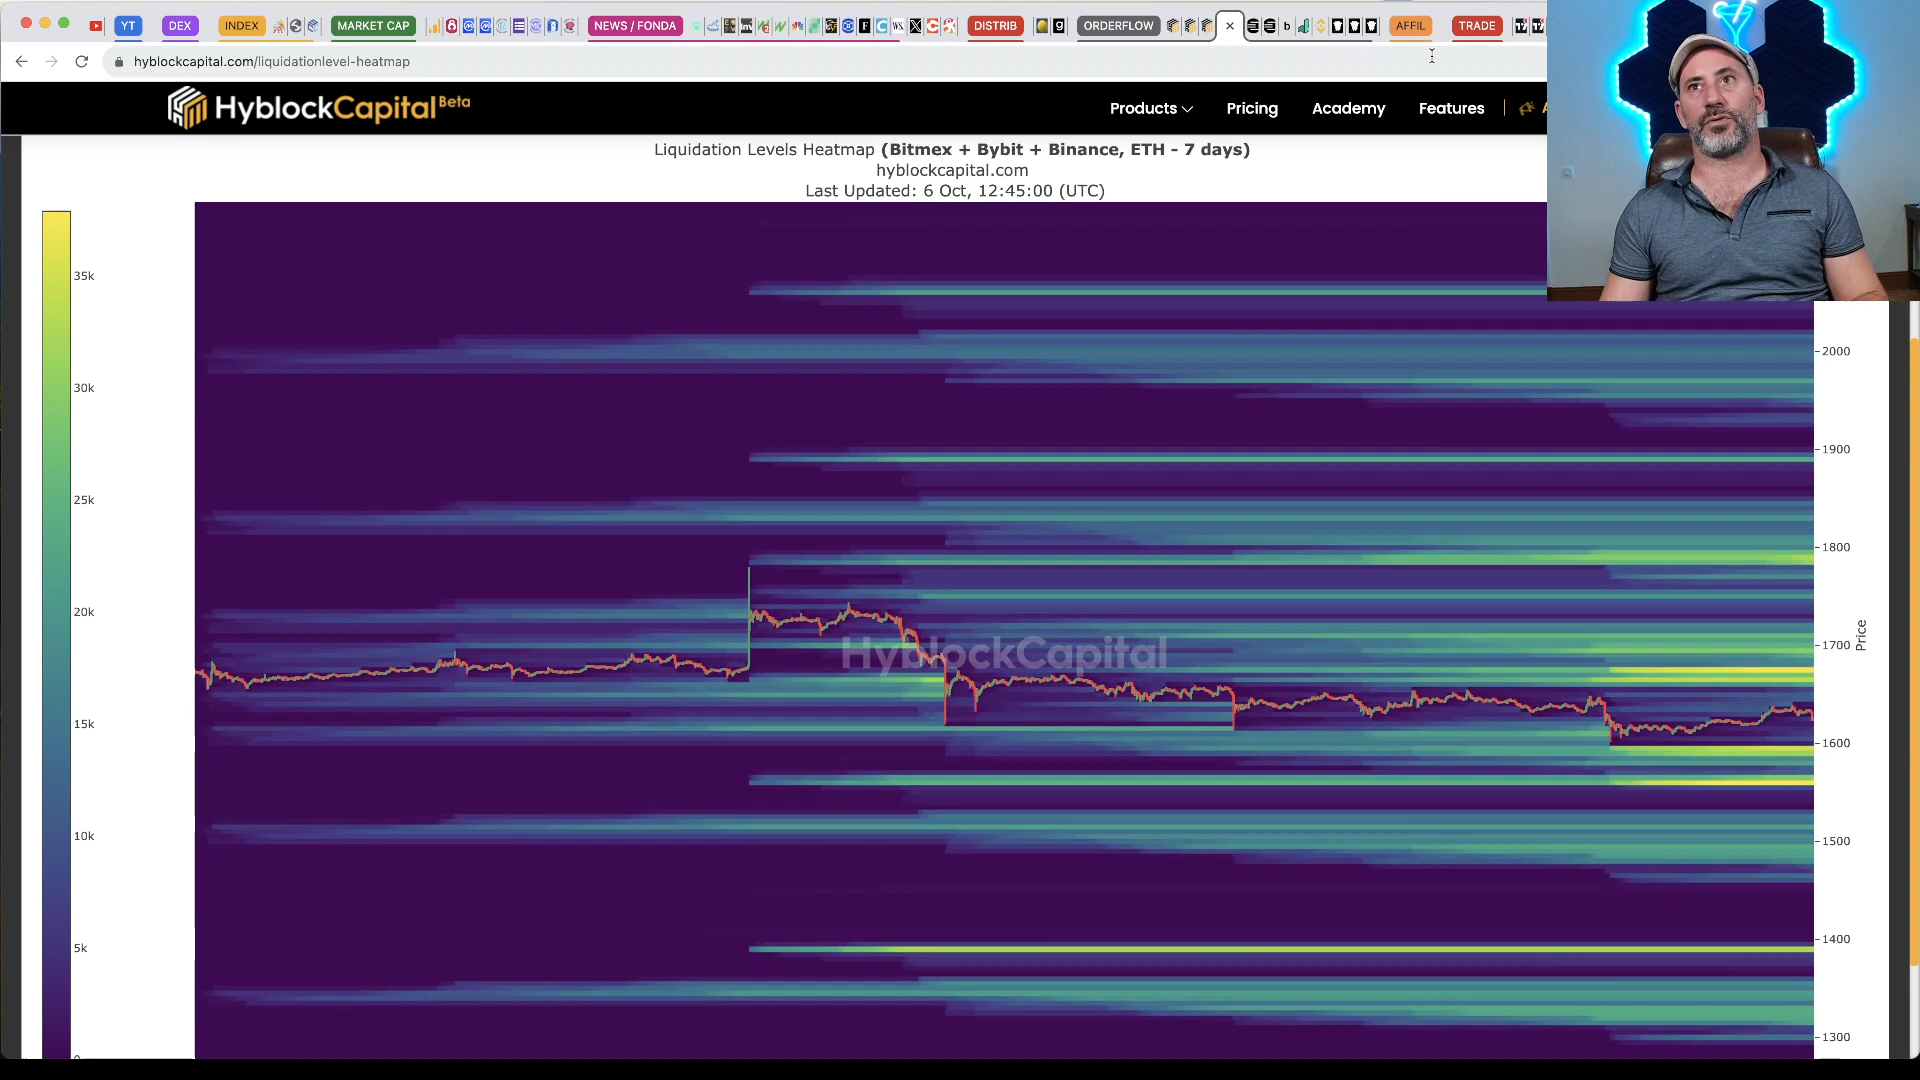 YT
DEX
INDEX
MARKET CAP
NEWS / FONDA
DISTRIB
ORDERFLOW
AFFIL
TRADE
hyblockcapital.com/liquidationlevel-heatmap
HyblockCapital Beta
Products
Pricing
Academy
Features
Liquidation Levels Heatmap (Bitmex + Bybit + Binance, ETH - 7 days)
hyblockcapital.com
Last Updated: 6 Oct, 12:45:00 (UTC)
35k
30k
25k
20k
15k
10k
5k
0
HyblockCapital
2000
1900
1800
1700
1600
1500
1400
1300
Price